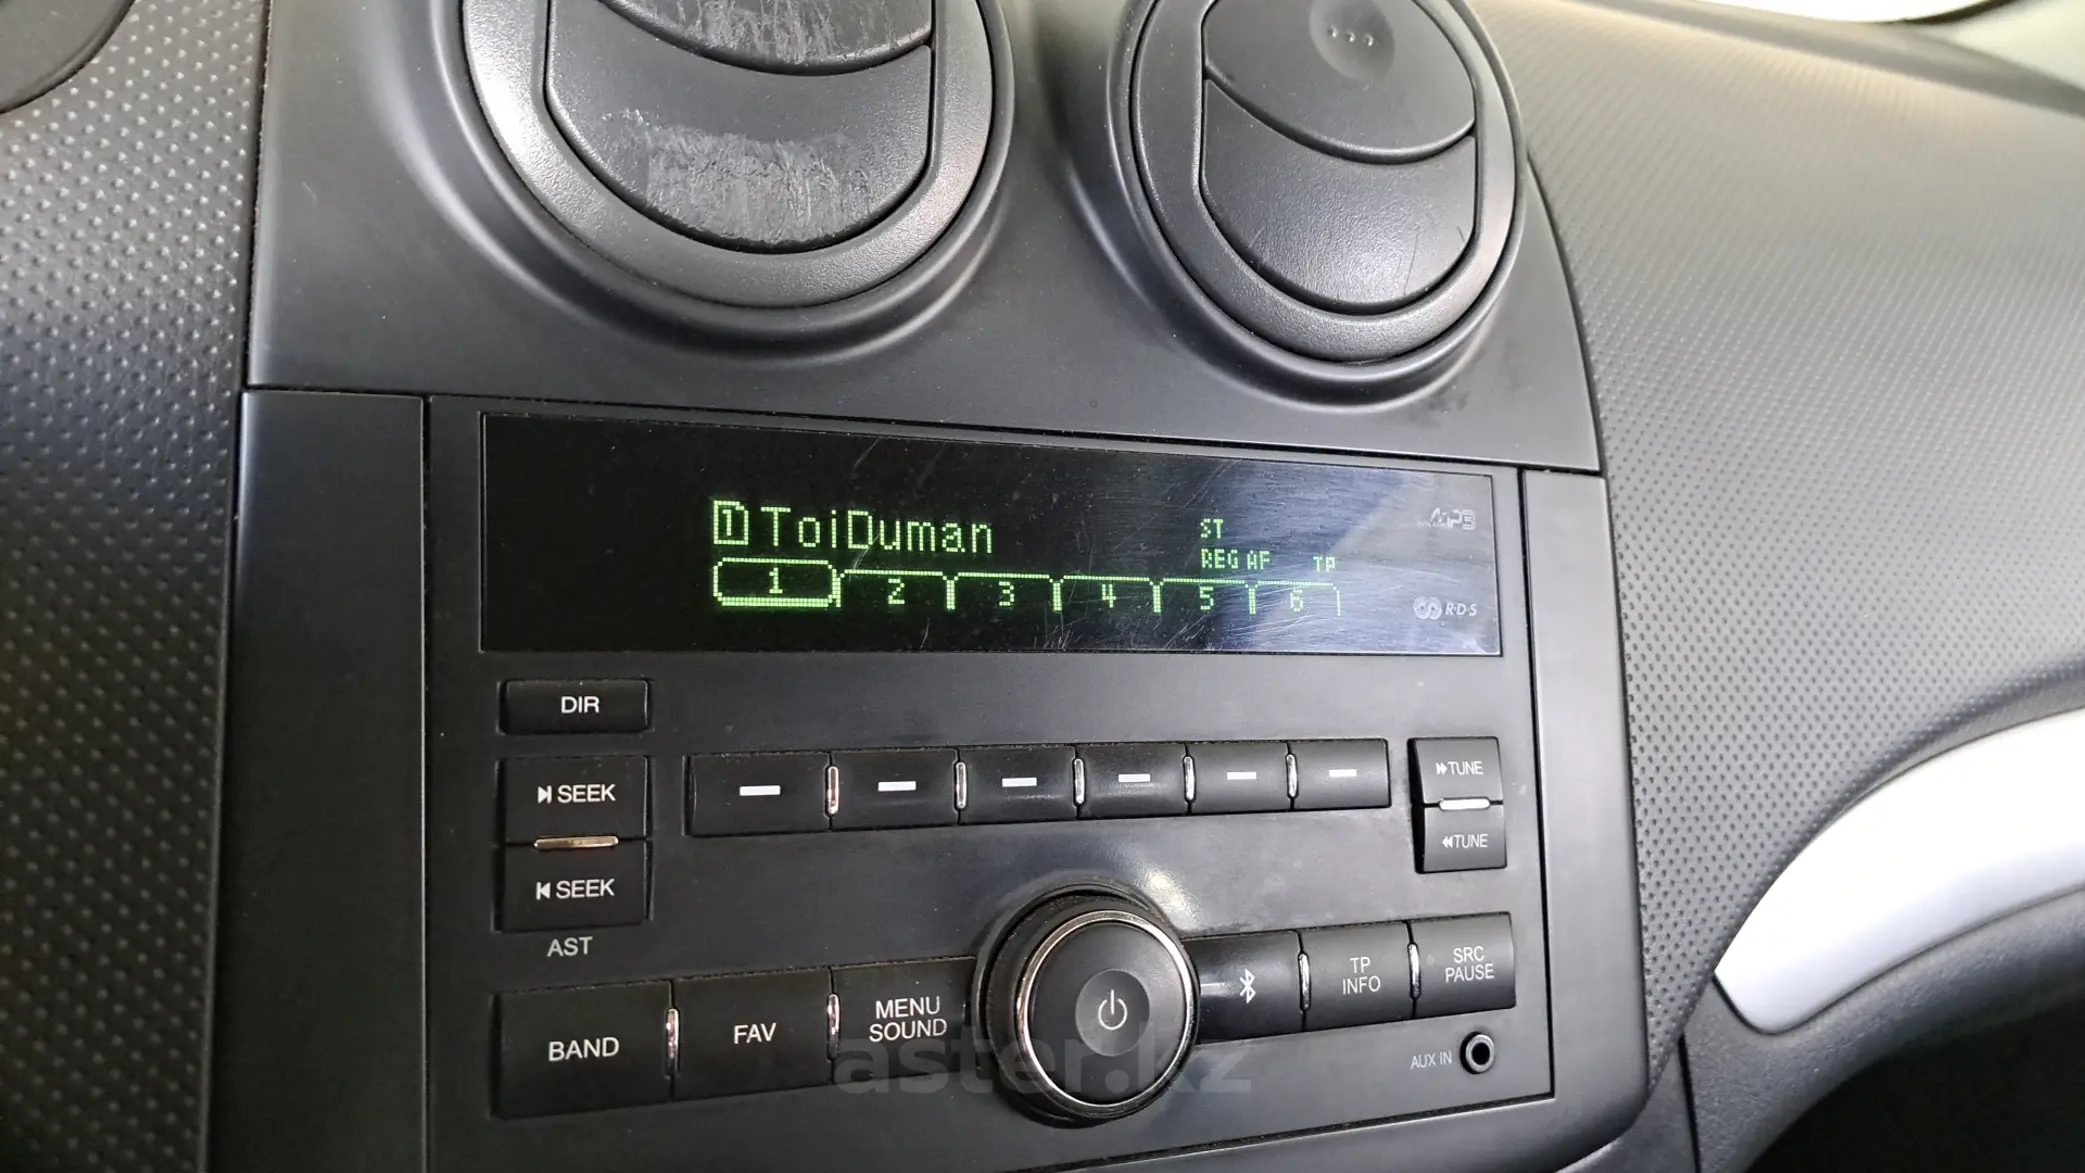 1 ToiDuman
ST
REG AF TP
1 2 3 4 5 6
MP3
R·D·S
DIR
SEEK
SEEK
AST
TUNE
TUNE
BAND
FAV
MENU
SOUND
TP
INFO
SRC
PAUSE
AUX IN
aster.kz